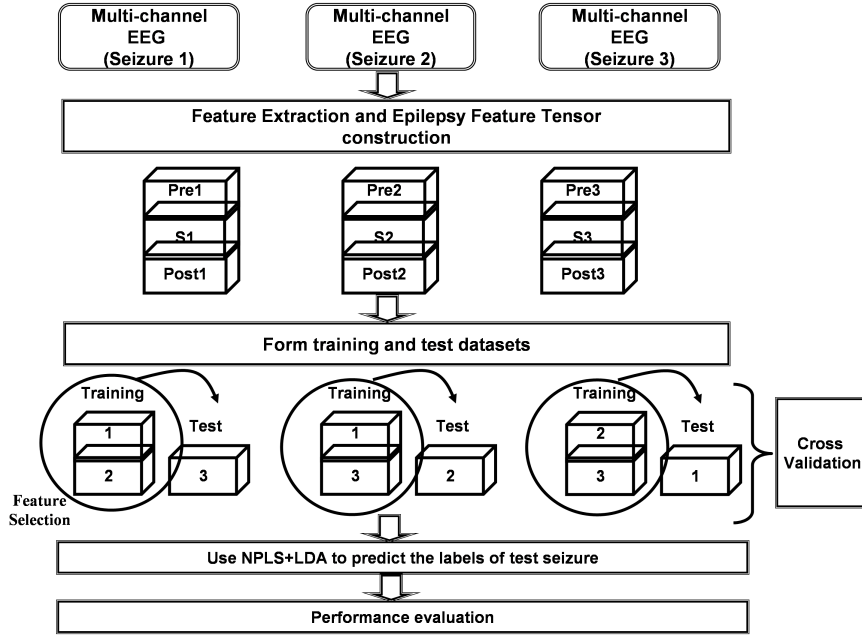 Multi-channel
EEG
(Seizure 1)
Multi-channel
EEG
(Seizure 2)
Multi-channel
EEG
(Seizure 3)
Feature Extraction and Epilepsy Feature Tensor
construction
Pre1
S1
Post1
Pre2
S2
Post2
Pre3
S3
Post3
Form training and test datasets
Training
1
2
Test
3
Feature
Selection
Training
1
3
Test
2
Training
2
3
Test
1
Cross
Validation
Use NPLS+LDA to predict the labels of test seizure
Performance evaluation